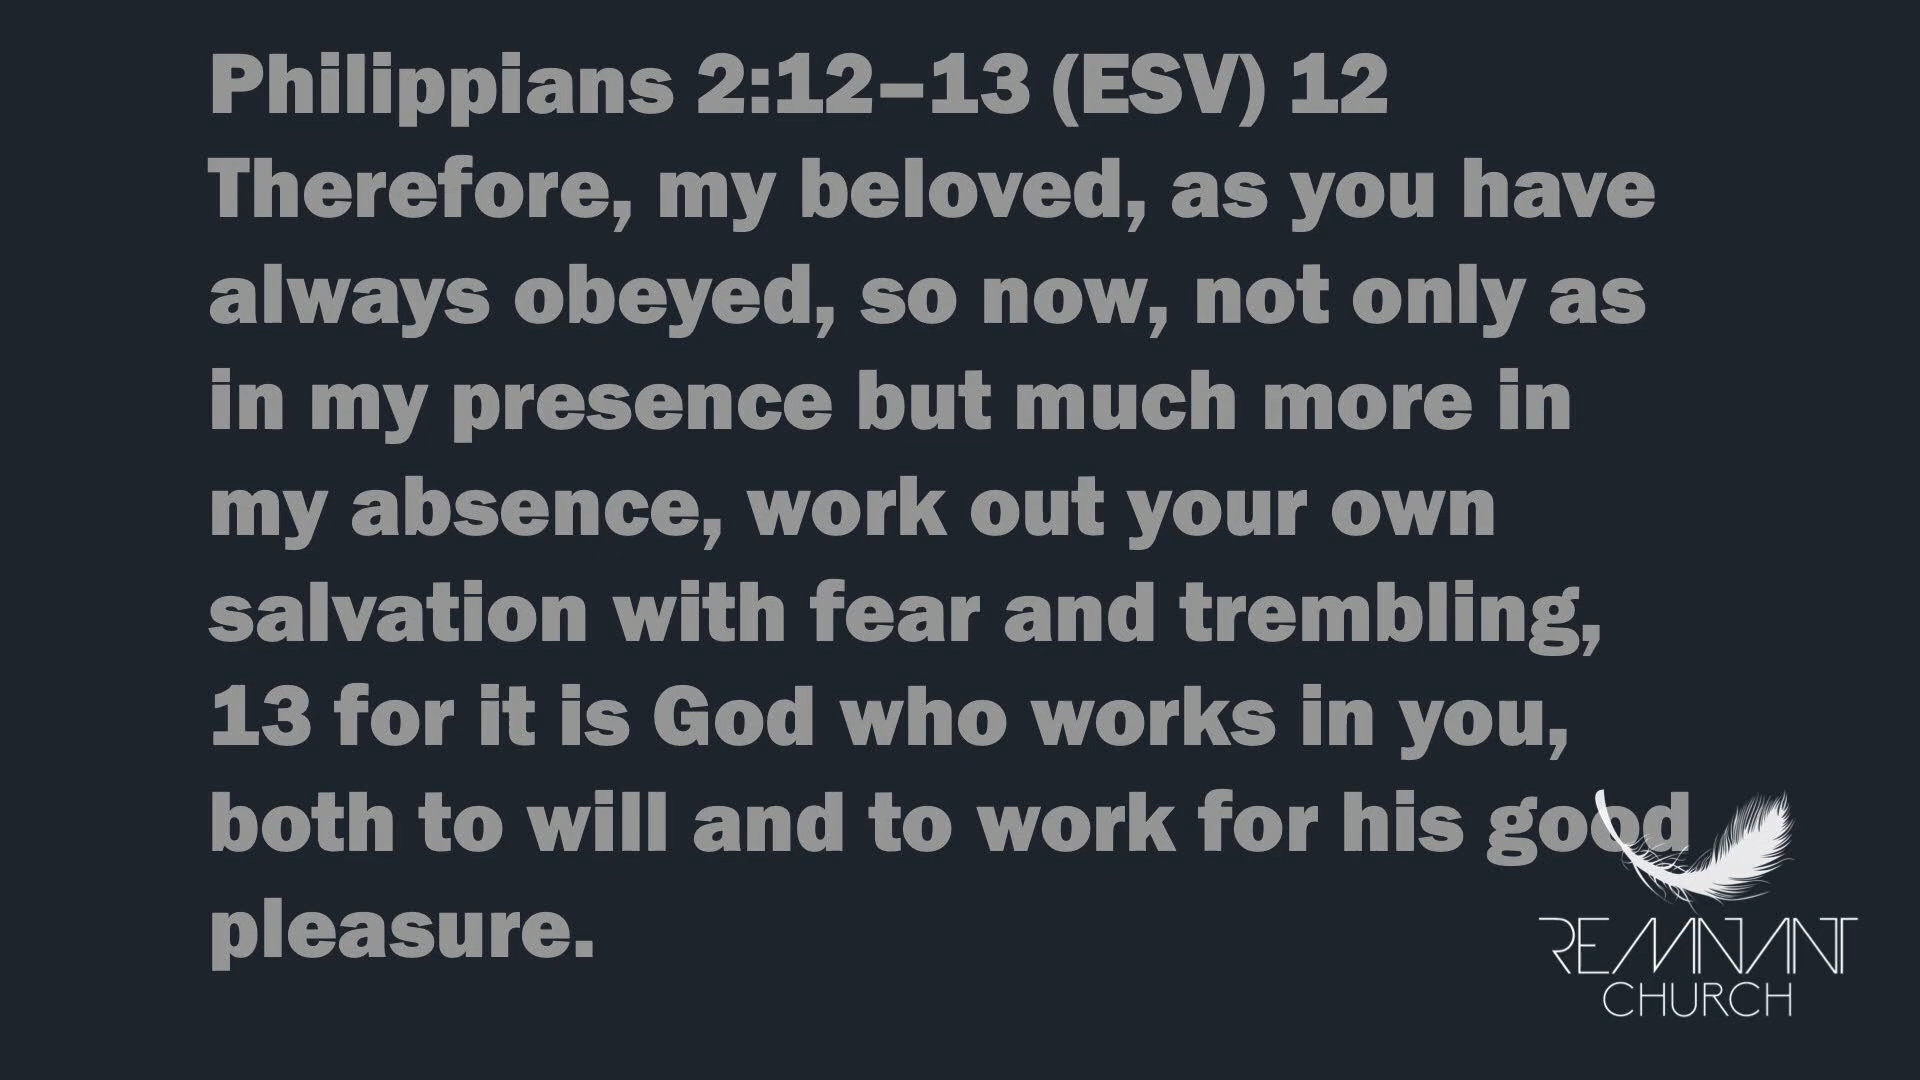 Philippians 2:12–13 (ESV) 12
Therefore, my beloved, as you have
always obeyed, so now, not only as
in my presence but much more in
my absence, work out your own
salvation with fear and trembling,
13 for it is God who works in you,
both to will and to work for his good
pleasure.
REMNANT
CHURCH